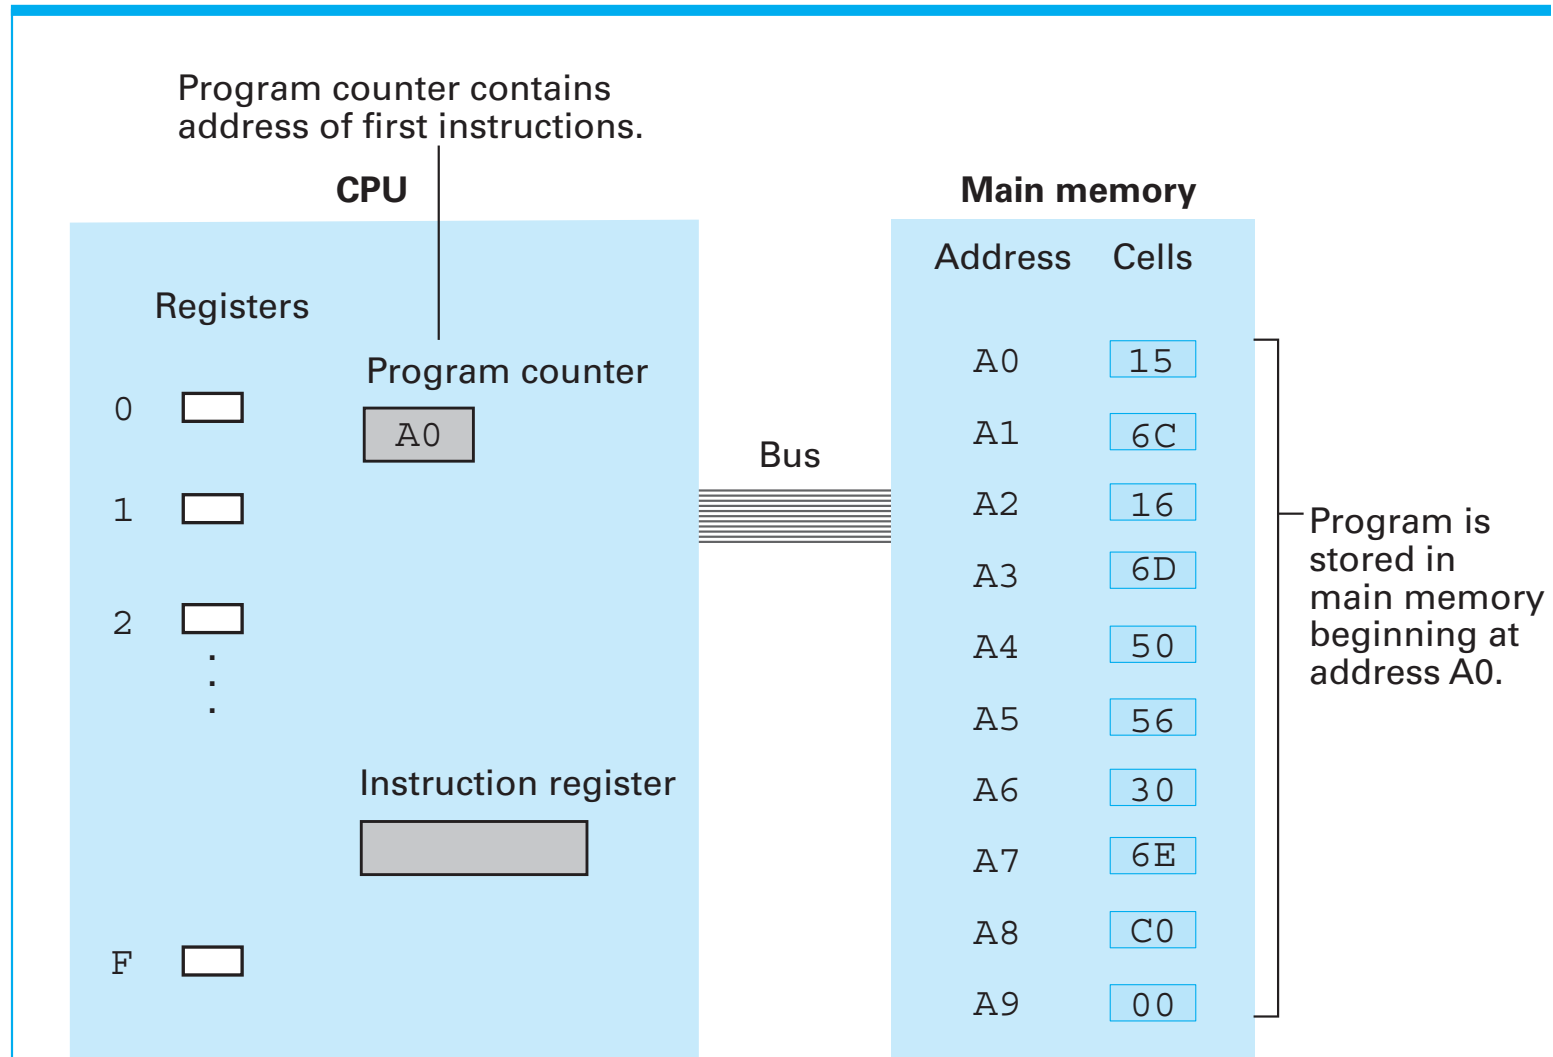 Program counter contains
address of first instructions.
CPU
Registers
Program counter
0
A0
1
2
.
.
.
Instruction register
F
Bus
Main memory
Address Cells
A0 15
A1 6C
A2 16
A3 6D
A4 50
A5 56
A6 30
A7 6E
A8 C0
A9 00
Program is
stored in
main memory
beginning at
address A0.